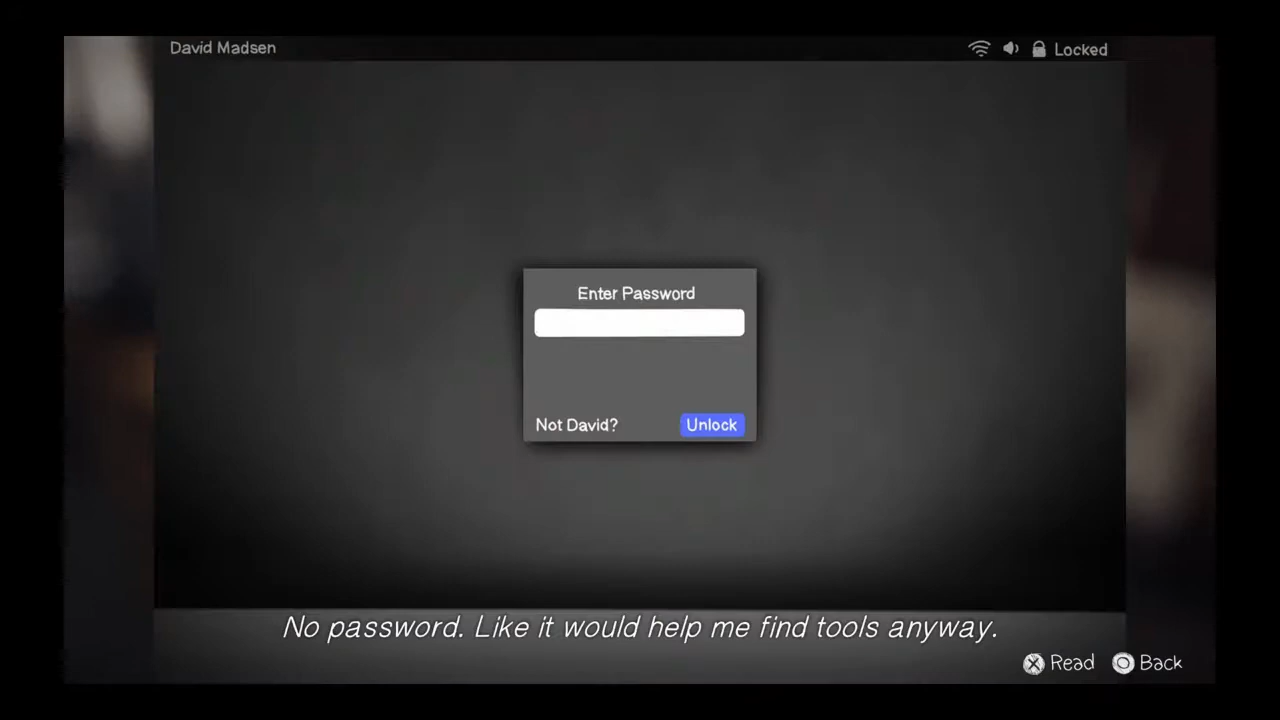 David Madsen
Locked
Enter Password
Not David?
Unlock
No password. Like it would help me find tools anyway.
Read
Back